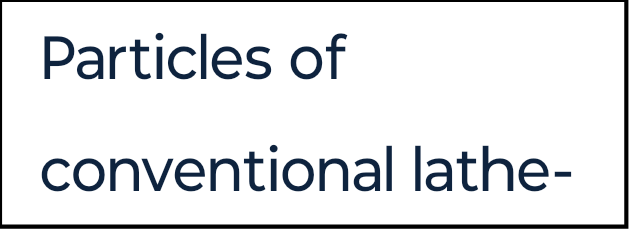 Particles of
conventional lathe-